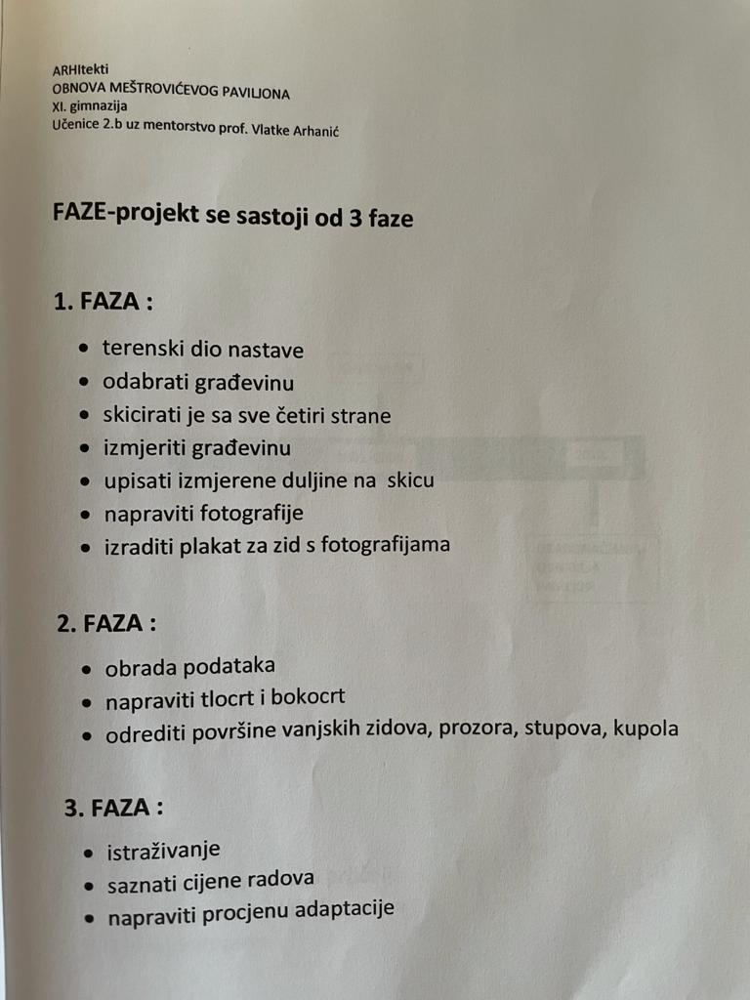 ARHItekti
OBNOVA MEŠTROVIĆEVOG PAVILJONA
XI. gimnazija
Učenice 2.b uz mentorstvo prof. Vlatke Arhanić
FAZE-projekt se sastoji od 3 faze
1. FAZA :
• terenski dio nastave
• odabrati građevinu
• skicirati je sa sve četiri strane
• izmjeriti građevinu
• upisati izmjerene duljine na  skicu
• napraviti fotografije
• izraditi plakat za zid s fotografijama
2. FAZA :
• obrada podataka
• napraviti tlocrt i bokocrt
• odrediti površine vanjskih zidova, prozora, stupova, kupola
3. FAZA :
• istraživanje
• saznati cijene radova
• napraviti procjenu adaptacije